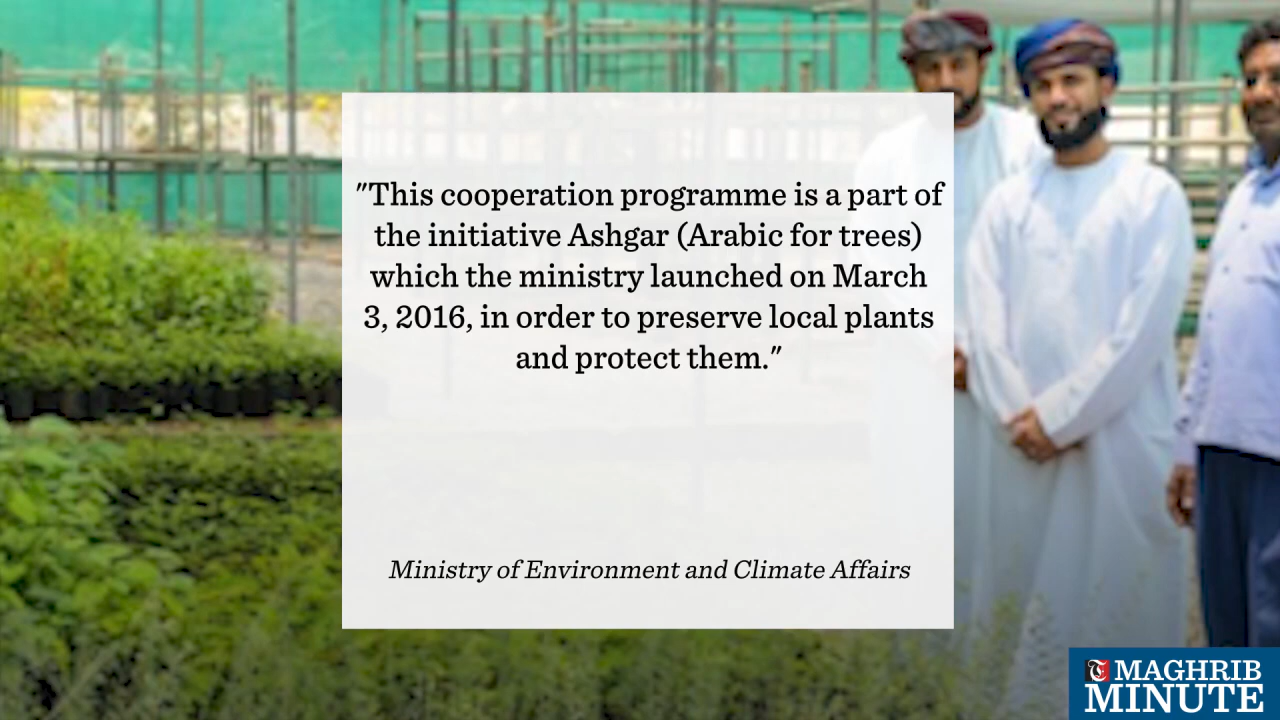 "This cooperation programme is a part of
the initiative Ashgar (Arabic for trees)
which the ministry launched on March
3, 2016, in order to preserve local plants
and protect them."
Ministry of Environment and Climate Affairs
T MAGHRIB
MINUTE